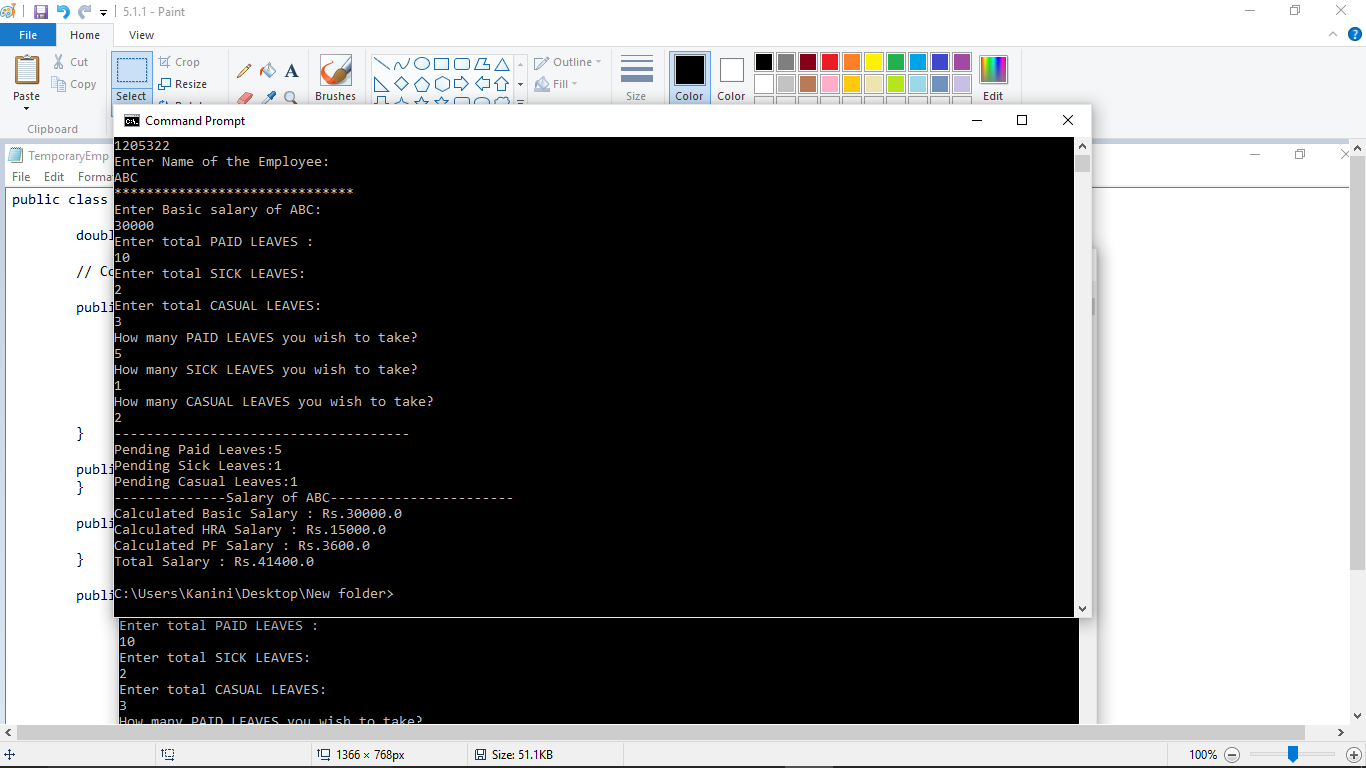 5.1.1 - Paint
File Home View
Paste
Cut
Copy
Clipboard
Select
Crop
Resize
Brushes
Outline
Fill
Size
Color
Color
Edit
Command Prompt
1205322
Enter Name of the Employee:
ABC
******************************
Enter Basic salary of ABC:
30000
Enter total PAID LEAVES :
10
Enter total SICK LEAVES:
2
Enter total CASUAL LEAVES:
3
How many PAID LEAVES you wish to take?
5
How many SICK LEAVES you wish to take?
1
How many CASUAL LEAVES you wish to take?
2
-------------------------------------
Pending Paid Leaves:5
Pending Sick Leaves:1
Pending Casual Leaves:1
--------------Salary of ABC-----------------------
Calculated Basic Salary : Rs.30000.0
Calculated HRA Salary : Rs.15000.0
Calculated PF Salary : Rs.3600.0
Total Salary : Rs.41400.0
C:\Users\Kanini\Desktop\New folder>
TemporaryEmp
File Edit Forma
public class
doubl
// Co
publi
}
publi
}
publi
}
publi
Enter total PAID LEAVES :
10
Enter total SICK LEAVES:
2
Enter total CASUAL LEAVES:
3
How many PAID LEAVES you wish to take?
1366 × 768px
Size: 51.1KB
100%